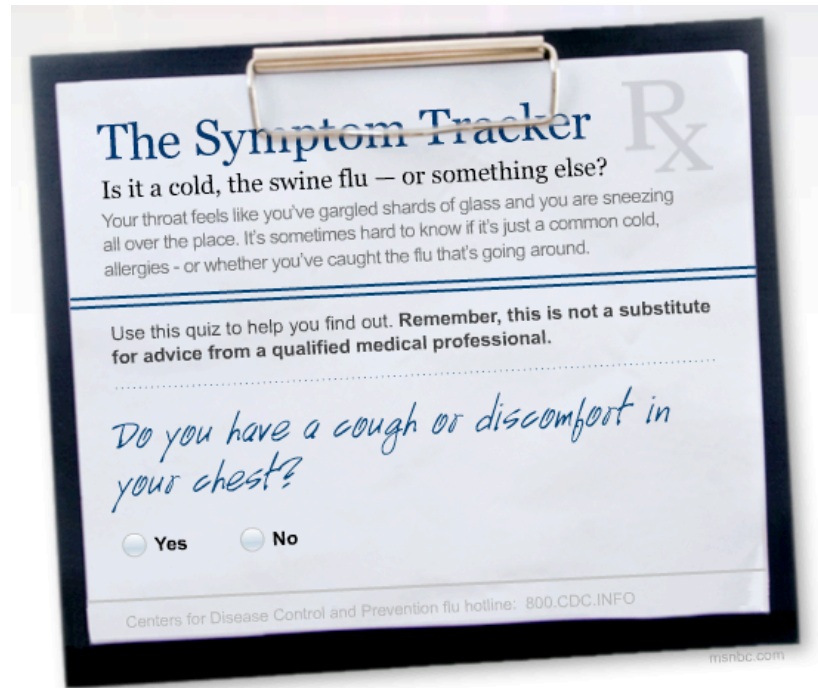 The Symptom Tracker
Rx
Is it a cold, the swine flu — or something else?
Your throat feels like you've gargled shards of glass and you are sneezing
all over the place. It's sometimes hard to know if it's just a common cold,
allergies - or whether you've caught the flu that's going around.
Use this quiz to help you find out. Remember, this is not a substitute
for advice from a qualified medical professional.
Do you have a cough or discomfort in
your chest?
Yes No
Centers for Disease Control and Prevention flu hotline: 800.CDC.INFO
msnbc.com